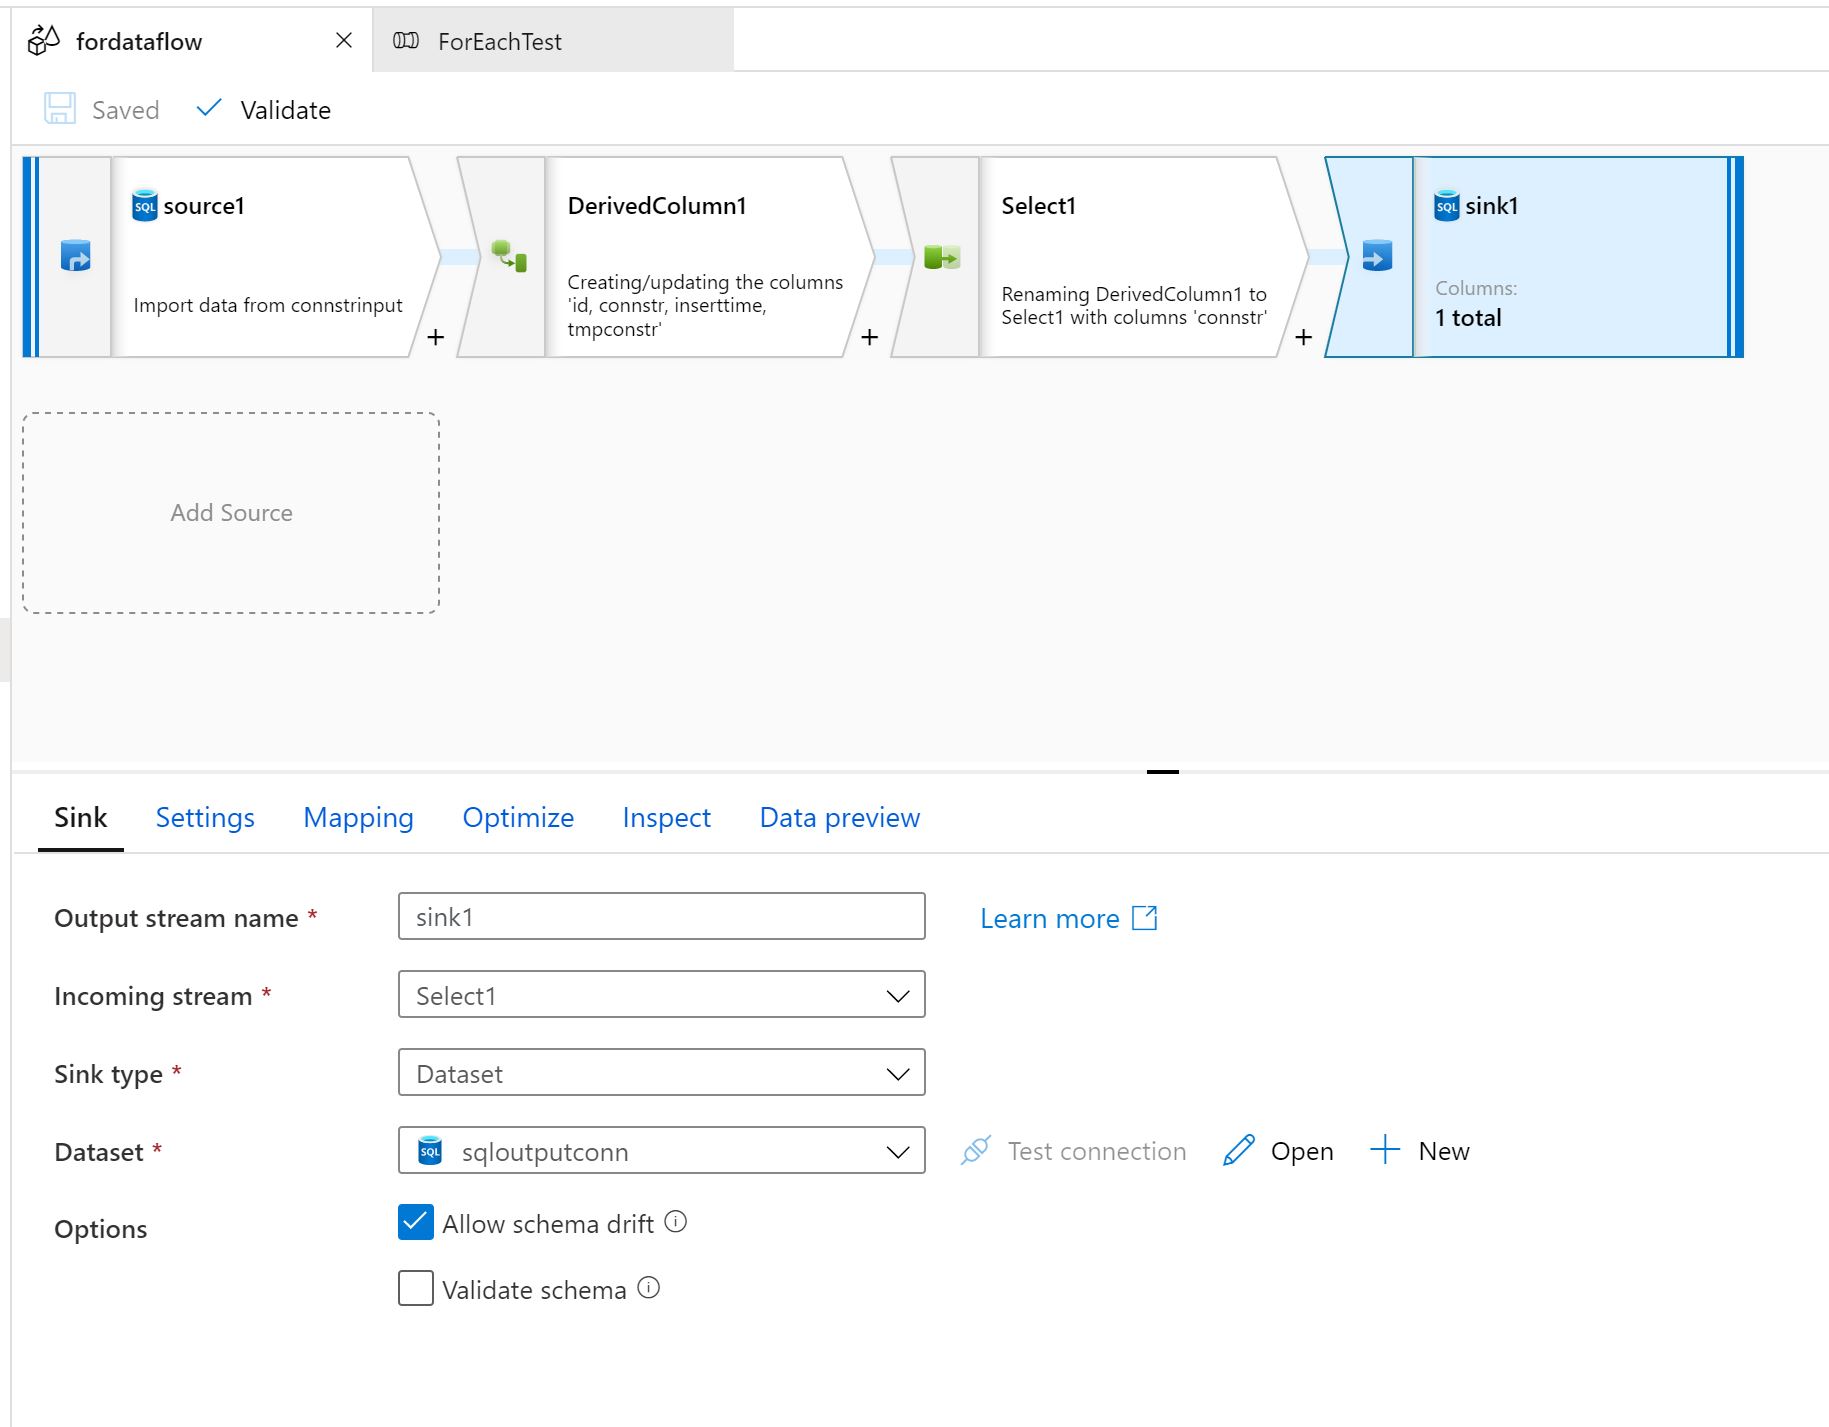 fordataflow
ForEachTest
Saved
Validate
SQL source1
Import data from connstrinput
+
DerivedColumn1
Creating/updating the columns
'id, connstr, inserttime,
tmpconstr'
+
Select1
Renaming DerivedColumn1 to
Select1 with columns 'connstr'
+
SQL sink1
Columns:
1 total
Add Source
Sink Settings Mapping Optimize Inspect Data preview
Output stream name * sink1 Learn more
Incoming stream * Select1
Sink type * Dataset
Dataset * SQL sqloutputconn Test connection Open New
Options Allow schema drift
Validate schema